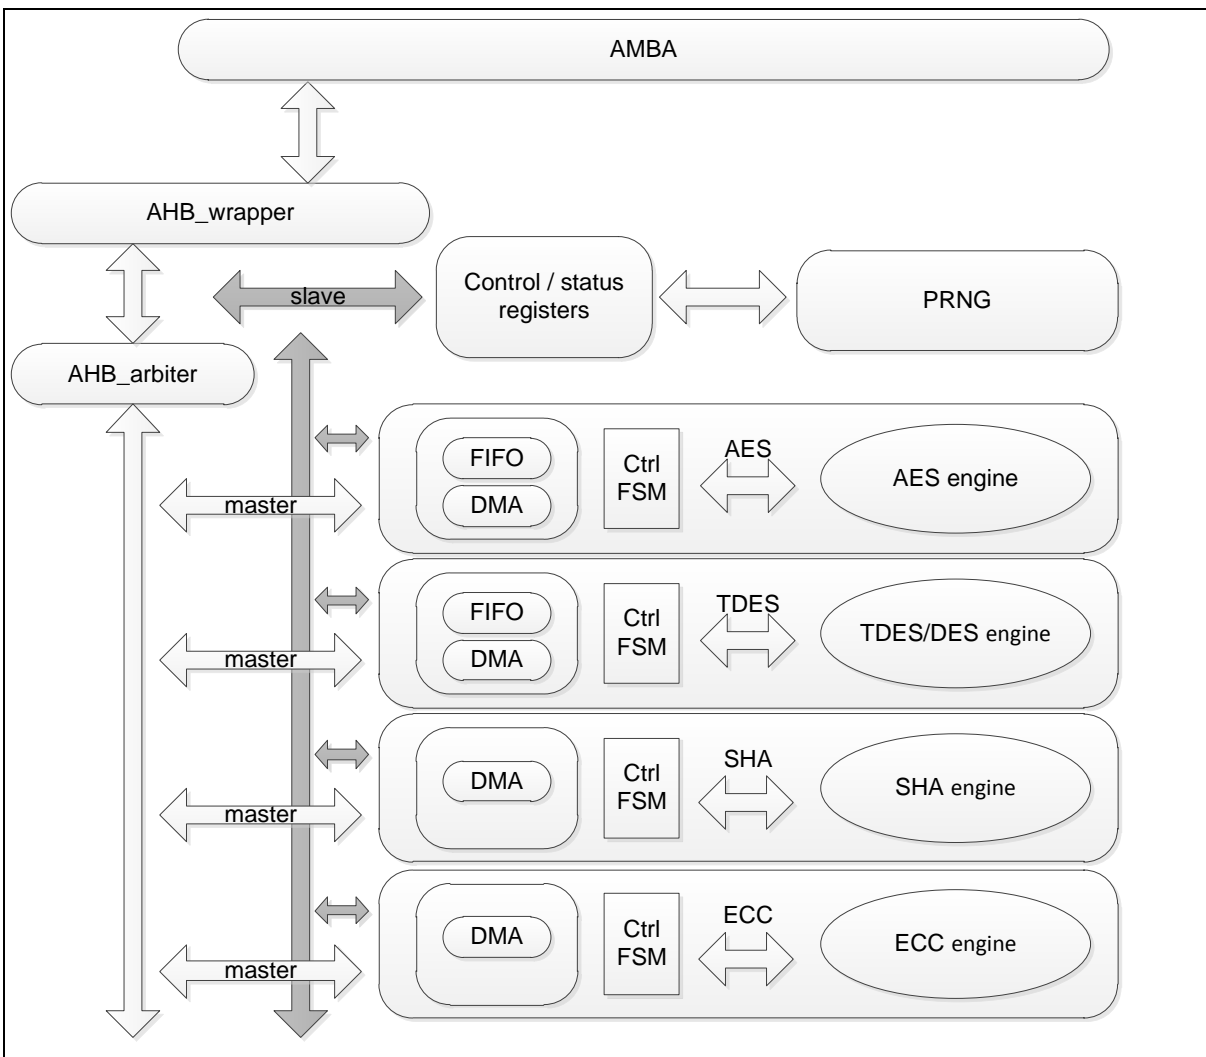 AMBA
AHB_wrapper
slave
Control / status
registers
PRNG
AHB_arbiter
FIFO
DMA
Ctrl
FSM
AES
AES engine
master
FIFO
DMA
Ctrl
FSM
TDES
TDES/DES engine
master
DMA
Ctrl
FSM
SHA
SHA engine
master
DMA
Ctrl
FSM
ECC
ECC engine
master